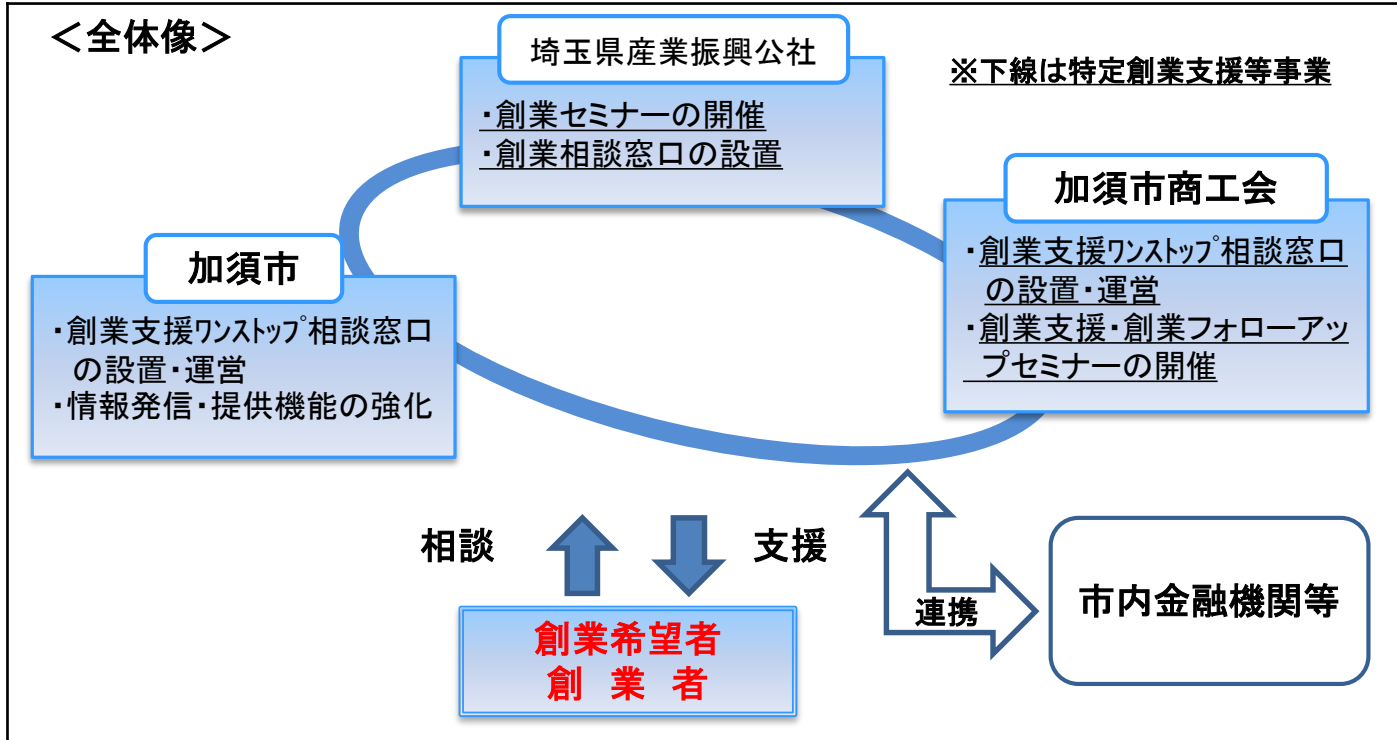 ＜全体像＞
埼玉県産業振興公社
※下線は特定創業支援等事業
・創業セミナーの開催
・創業相談窓口の設置
加須市商工会
・創業支援ワンストップ相談窓口
の設置・運営
・創業支援・創業フォローアッ
プセミナーの開催
加須市
・創業支援ワンストップ相談窓口
の設置・運営
・情報発信・提供機能の強化
相談
支援
連携
市内金融機関等
創業希望者
創　業　者